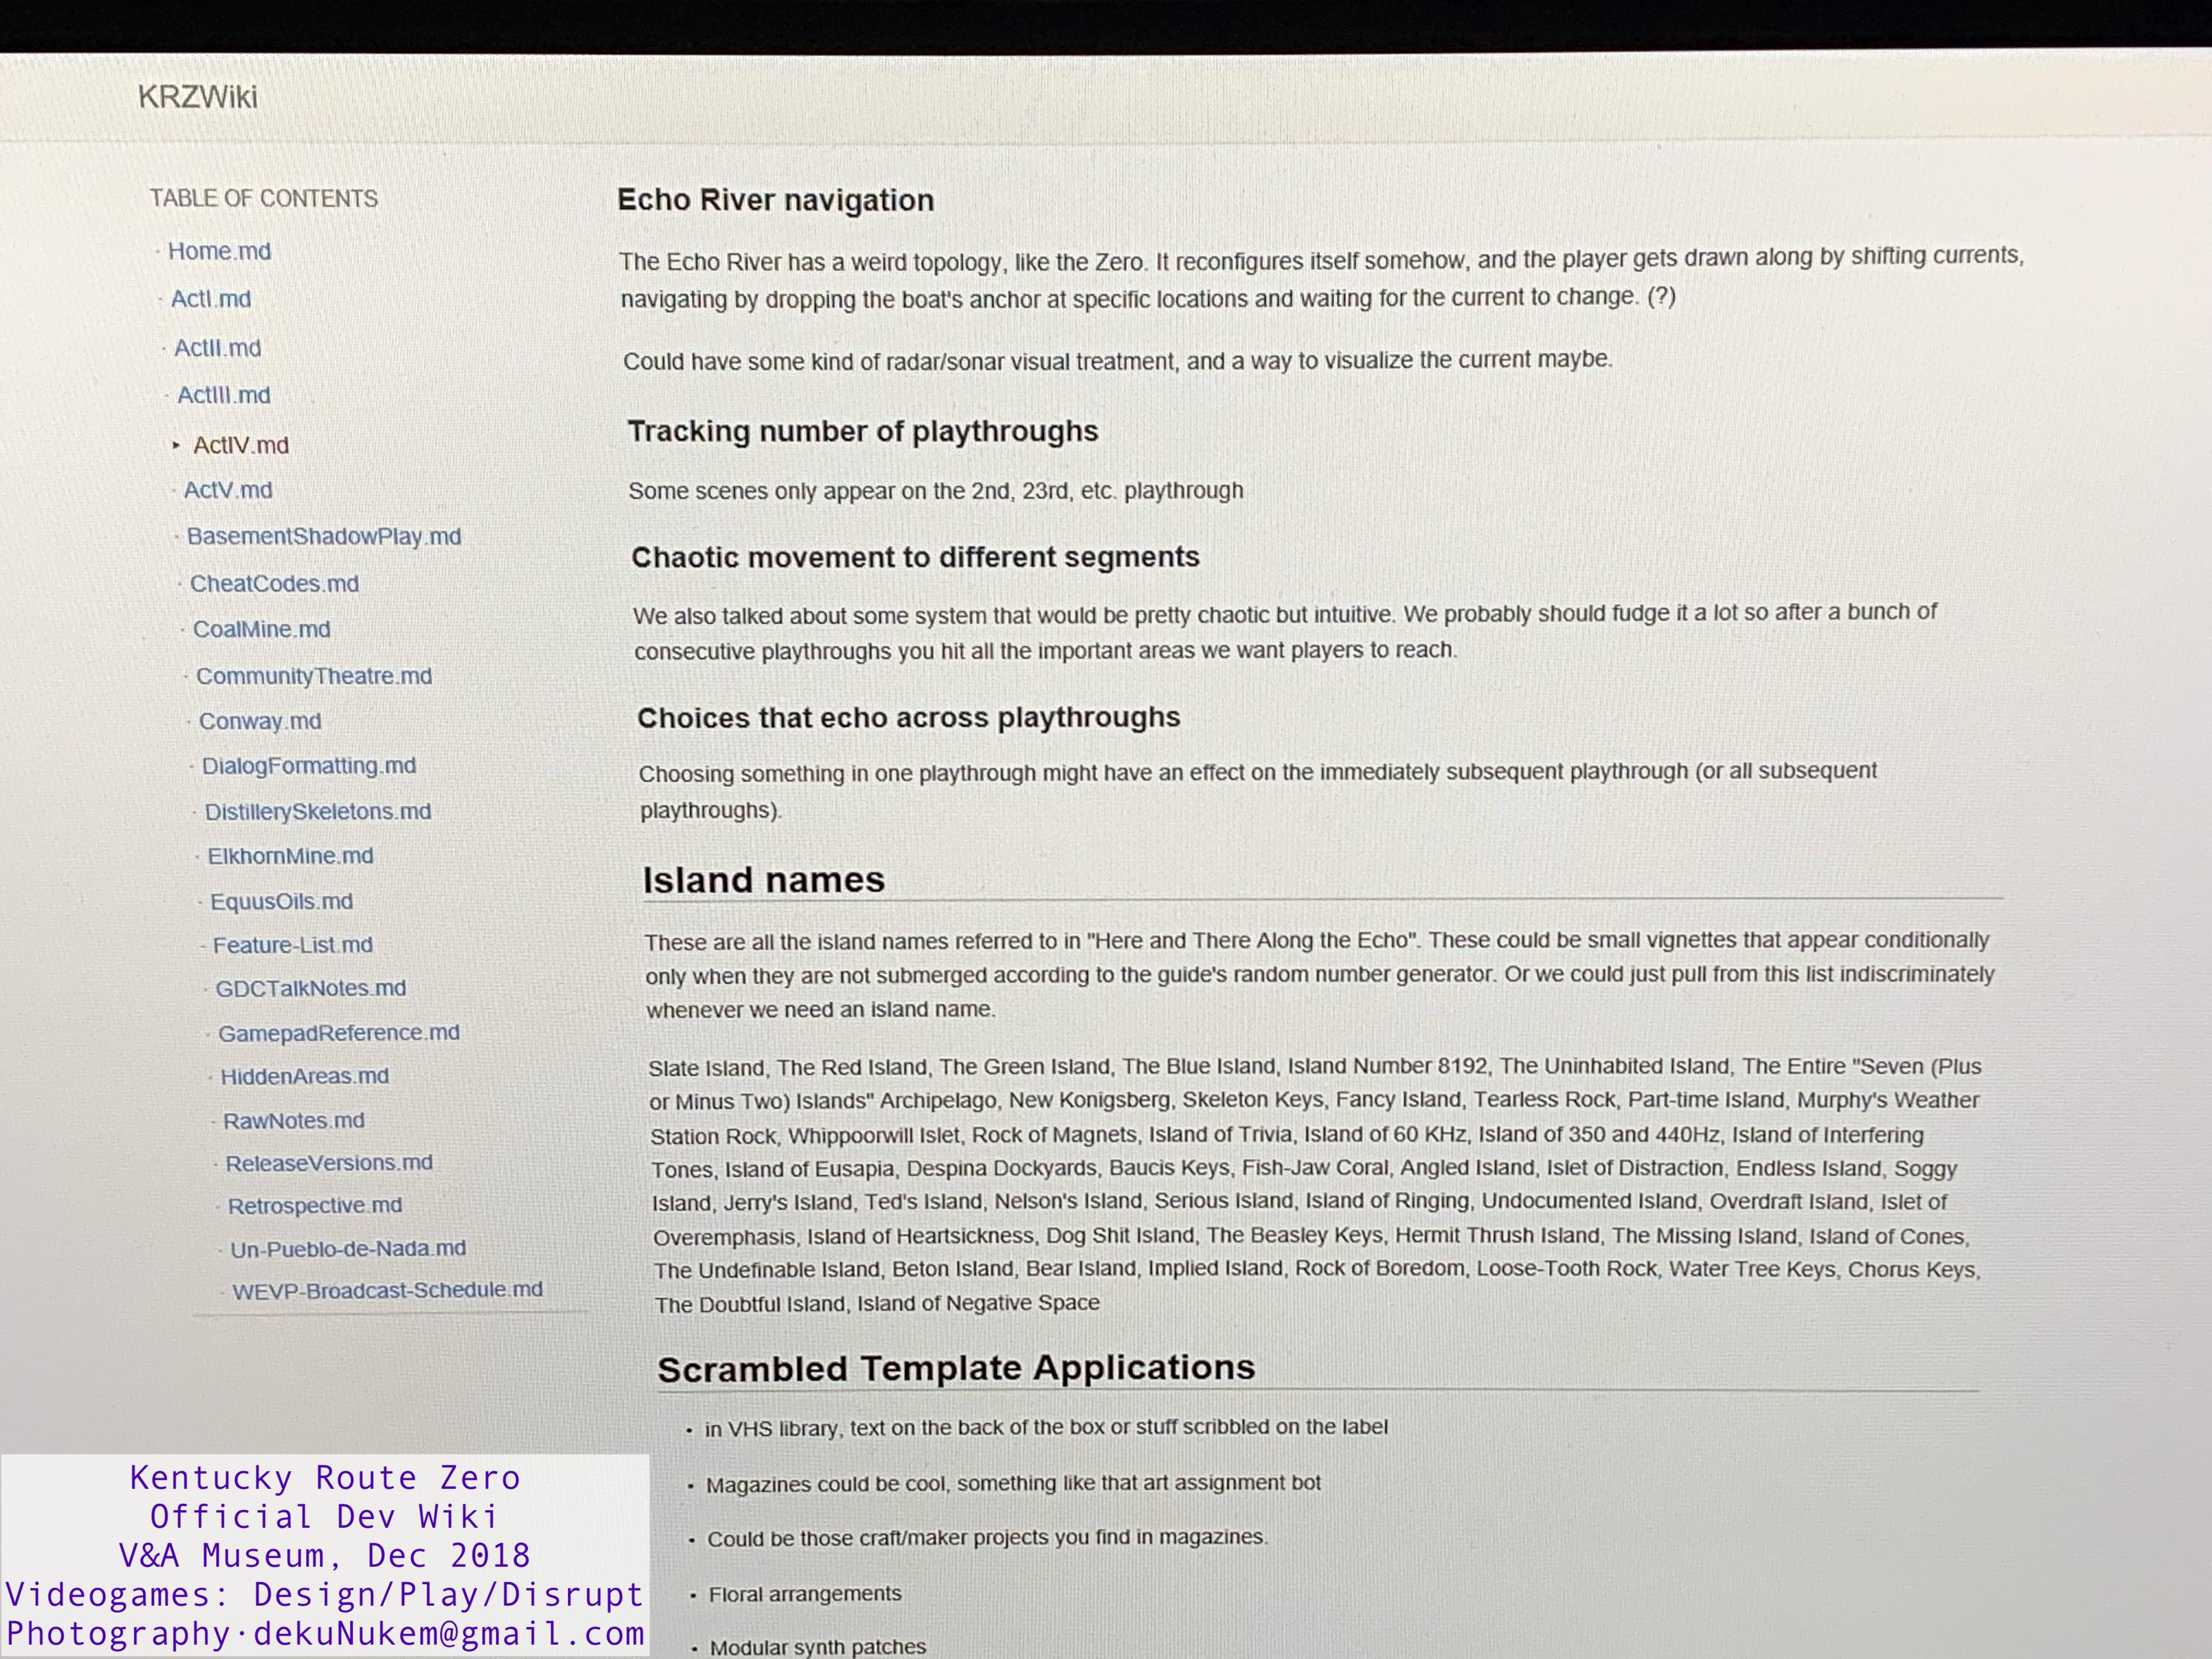 KRZWiki
TABLE OF CONTENTS
Home.md
ActI.md
ActII.md
ActIII.md
ActIV.md
ActV.md
BasementShadowPlay.md
CheatCodes.md
CoalMine.md
CommunityTheatre.md
Conway.md
DialogFormatting.md
DistillerySkeletons.md
ElkhornMine.md
EquusOils.md
Feature-List.md
GDCTalkNotes.md
GamepadReference.md
HiddenAreas.md
RawNotes.md
ReleaseVersions.md
Retrospective.md
Un-Pueblo-de-Nada.md
WEVP-Broadcast-Schedule.md
Echo River navigation
The Echo River has a weird topology, like the Zero. It reconfigures itself somehow, and the player gets drawn along by shifting currents,
navigating by dropping the boat's anchor at specific locations and waiting for the current to change. (?)
Could have some kind of radar/sonar visual treatment, and a way to visualize the current maybe.
Tracking number of playthroughs
Some scenes only appear on the 2nd, 23rd, etc. playthrough
Chaotic movement to different segments
We also talked about some system that would be pretty chaotic but intuitive. We probably should fudge it a lot so after a bunch of
consecutive playthroughs you hit all the important areas we want players to reach.
Choices that echo across playthroughs
Choosing something in one playthrough might have an effect on the immediately subsequent playthrough (or all subsequent
playthroughs).
Island names
These are all the island names referred to in "Here and There Along the Echo". These could be small vignettes that appear conditionally
only when they are not submerged according to the guide's random number generator. Or we could just pull from this list indiscriminately
whenever we need an island name.
Slate Island, The Red Island, The Green Island, The Blue Island, Island Number 8192, The Uninhabited Island, The Entire "Seven (Plus
or Minus Two) Islands" Archipelago, New Konigsberg, Skeleton Keys, Fancy Island, Tearless Rock, Part-time Island, Murphy's Weather
Station Rock, Whippoorwill Islet, Rock of Magnets, Island of Trivia, Island of 60 KHz, Island of 350 and 440Hz, Island of Interfering
Tones, Island of Eusapia, Despina Dockyards, Baucis Keys, Fish-Jaw Coral, Angled Island, Islet of Distraction, Endless Island, Soggy
Island, Jerry's Island, Ted's Island, Nelson's Island, Serious Island, Island of Ringing, Undocumented Island, Overdraft Island, Islet of
Overemphasis, Island of Heartsickness, Dog Shit Island, The Beasley Keys, Hermit Thrush Island, The Missing Island, Island of Cones,
The Undefinable Island, Beton Island, Bear Island, Implied Island, Rock of Boredom, Loose-Tooth Rock, Water Tree Keys, Chorus Keys,
The Doubtful Island, Island of Negative Space
Scrambled Template Applications
• in VHS library, text on the back of the box or stuff scribbled on the label
• Magazines could be cool, something like that art assignment bot
• Could be those craft/maker projects you find in magazines.
• Floral arrangements
• Modular synth patches
Kentucky Route Zero
Official Dev Wiki
V&A Museum, Dec 2018
Videogames: Design/Play/Disrupt
Photography·dekuNukem@gmail.com